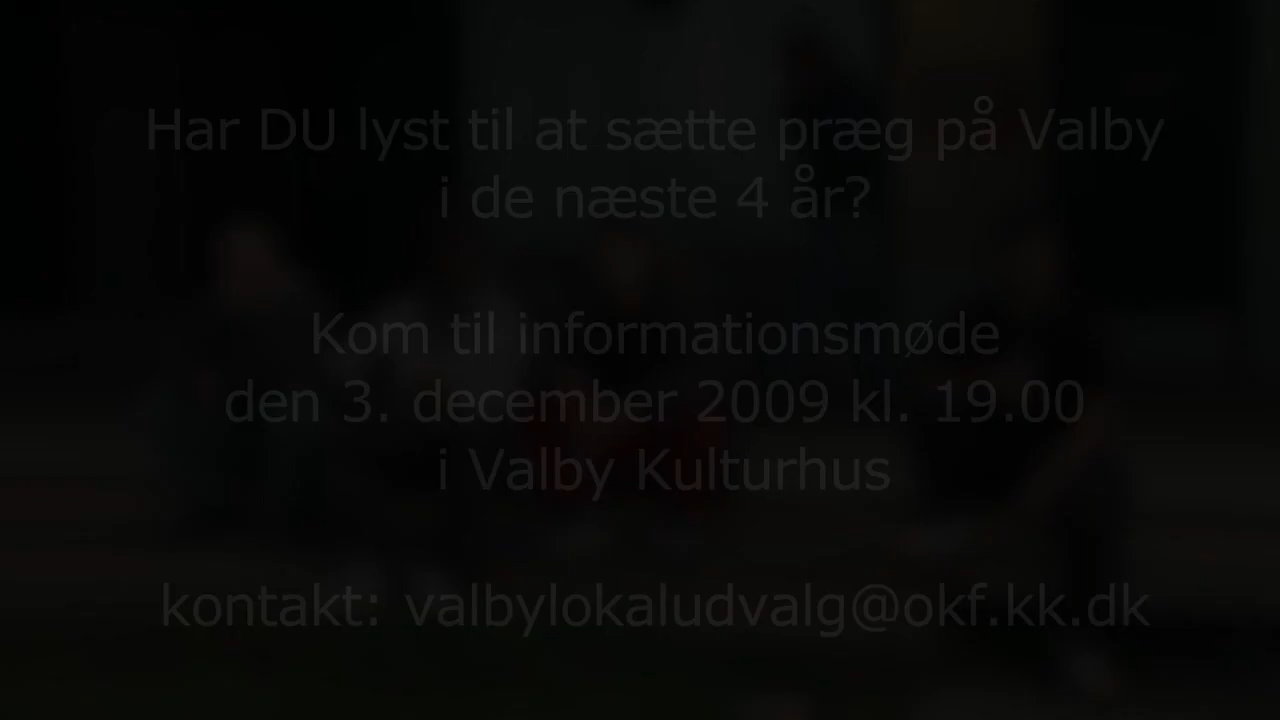 Har DU lyst til at sætte præg på Valby
i de næste 4 år?
Kom til informationsmøde
den 3. december 2009 kl. 19.00
i Valby Kulturhus
kontakt: valbylokaludvalg@okf.kk.dk